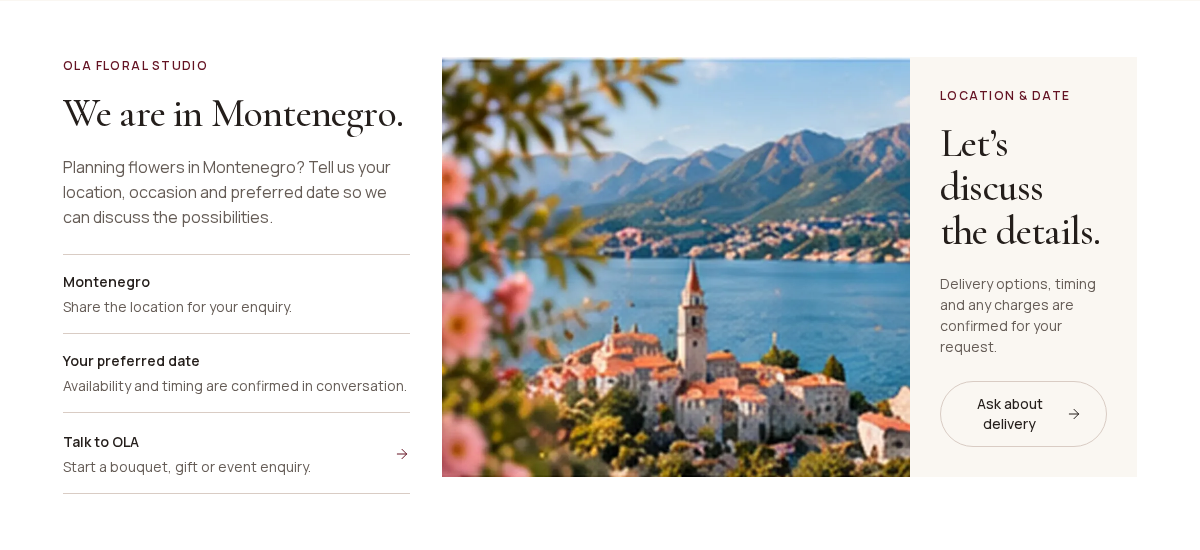 OLA FLORAL STUDIO
We are in Montenegro.
Planning flowers in Montenegro? Tell us your
location, occasion and preferred date so we
can discuss the possibilities.
Montenegro
Share the location for your enquiry.
Your preferred date
Availability and timing are confirmed in conversation.
Talk to OLA
Start a bouquet, gift or event enquiry.
LOCATION & DATE
Let’s
discuss
the details.
Delivery options, timing
and any charges are
confirmed for your
request.
Ask about
delivery